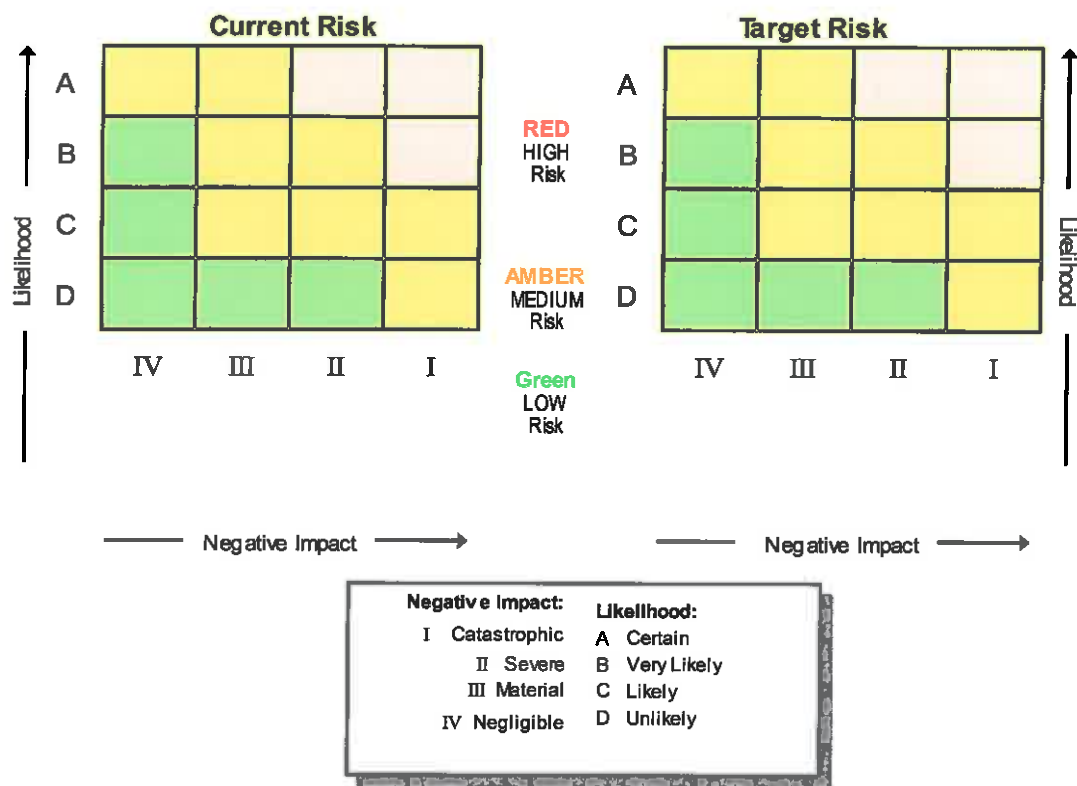 Current Risk
Target Risk
A
B
C
D
IV III II I
Likelihood
Negative Impact
RED
HIGH
Risk
AMBER
MEDIUM
Risk
Green
LOW
Risk
A
B
C
D
IV III II I
Likelihood
Negative Impact
Negative Impact:
I Catastrophic
II Severe
III Material
IV Negligible
Likelihood:
A Certain
B Very Likely
C Likely
D Unlikely